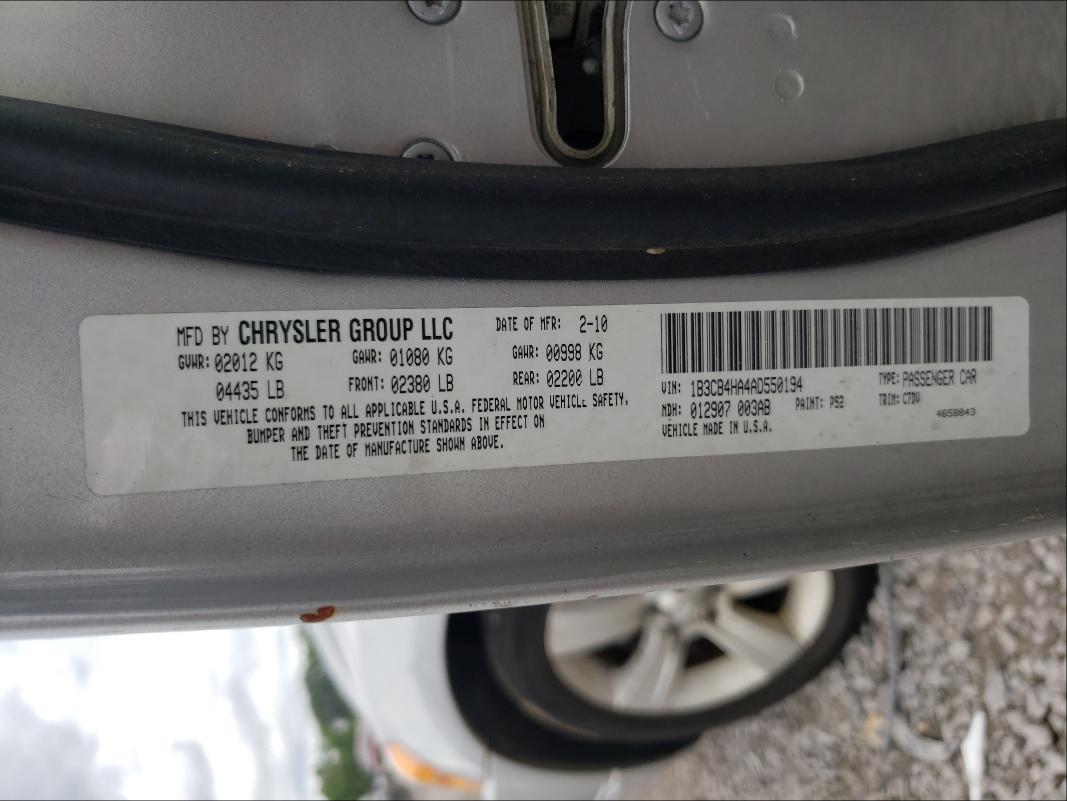 MFD BY CHRYSLER GROUP LLC DATE OF MFR: 2-10
GVWR: 02012 KG GAWR: 01080 KG GAWR: 00998 KG
04435 LB FRONT: 02380 LB REAR: 02200 LB
THIS VEHICLE CONFORMS TO ALL APPLICABLE U.S.A. FEDERAL MOTOR VEHICLE SAFETY,
BUMPER AND THEFT PREVENTION STANDARDS IN EFFECT ON
THE DATE OF MANUFACTURE SHOWN ABOVE.
VIN: 1B3CB4HA4AD550194 TYPE: PASSENGER CAR
MDH: 012907 003AB PAINT: PS2 TRIM: C7DV
VEHICLE MADE IN U.S.A. 4658843